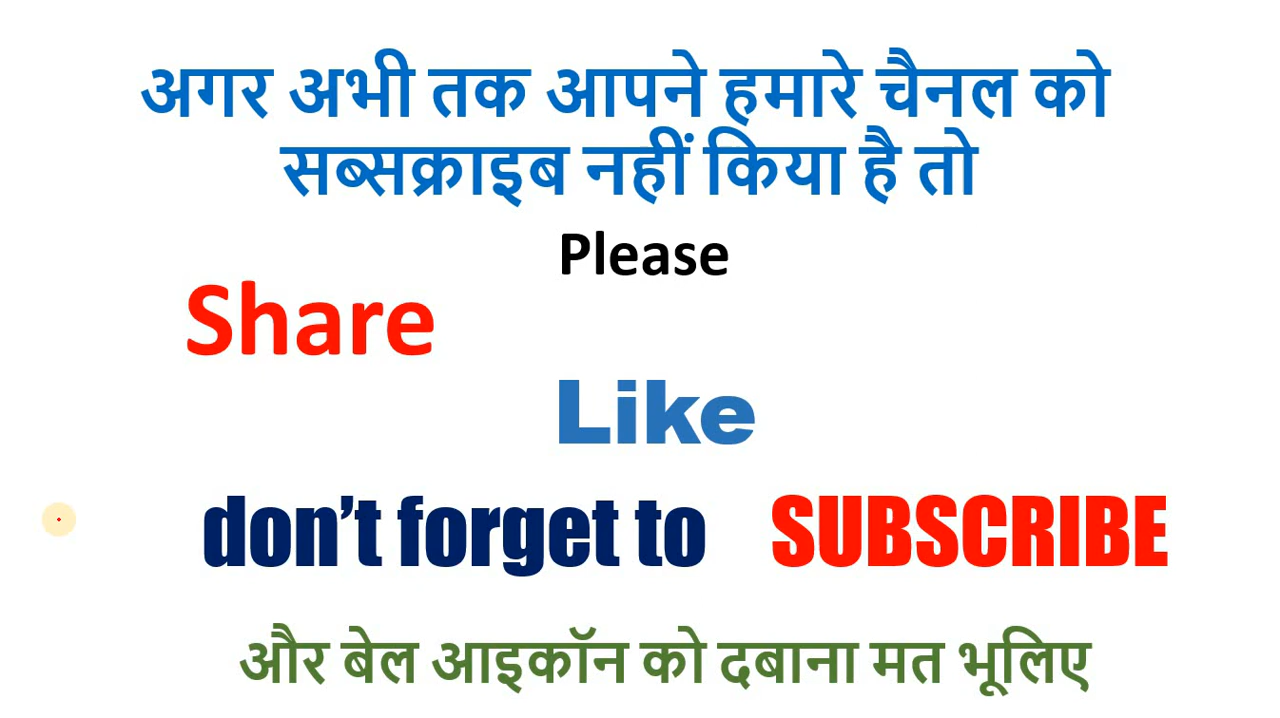 अगर अभी तक आपने हमारे चैनल को
सब्सक्राइब नहीं किया है तो
Please
Share
Like
don't forget to SUBSCRIBE
और बेल आइकॉन को दबाना मत भूलिए